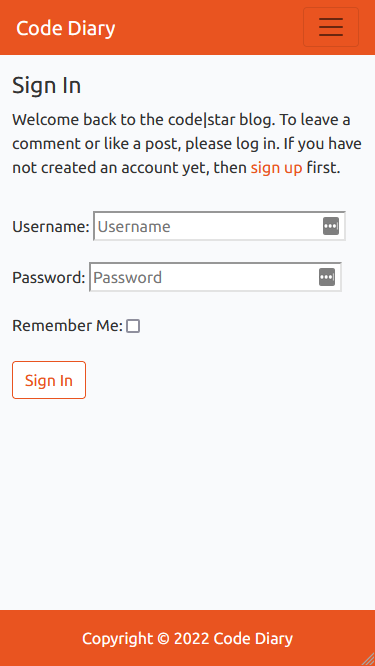 Code Diary
Sign In
Welcome back to the code|star blog. To leave a
comment or like a post, please log in. If you have
not created an account yet, then sign up first.
Username: Username
Password: Password
Remember Me:
Sign In
Copyright © 2022 Code Diary